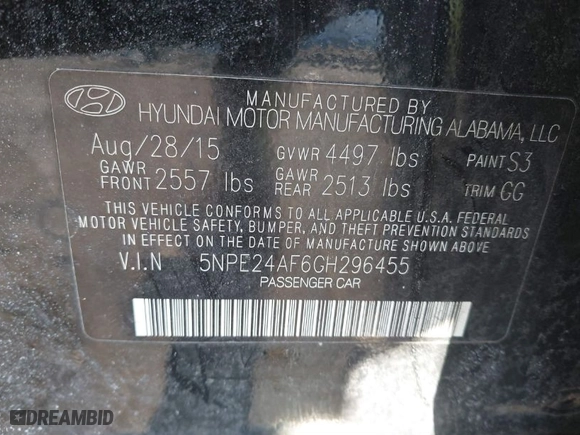 MANUFACTURED BY
HYUNDAI MOTOR MANUFACTURING ALABAMA, LLC
Aug/28/15 GVWR 4497 lbs PAINT S3
GAWR FRONT 2557 lbs GAWR REAR 2513 lbs TRIM GG
THIS VEHICLE CONFORMS TO ALL APPLICABLE U.S.A. FEDERAL
MOTOR VEHICLE SAFETY, BUMPER, AND THEFT PREVENTION STANDARDS
IN EFFECT ON THE DATE OF MANUFACTURE SHOWN ABOVE
V.I.N 5NPE24AF6GH296455
PASSENGER CAR
DREAMBID